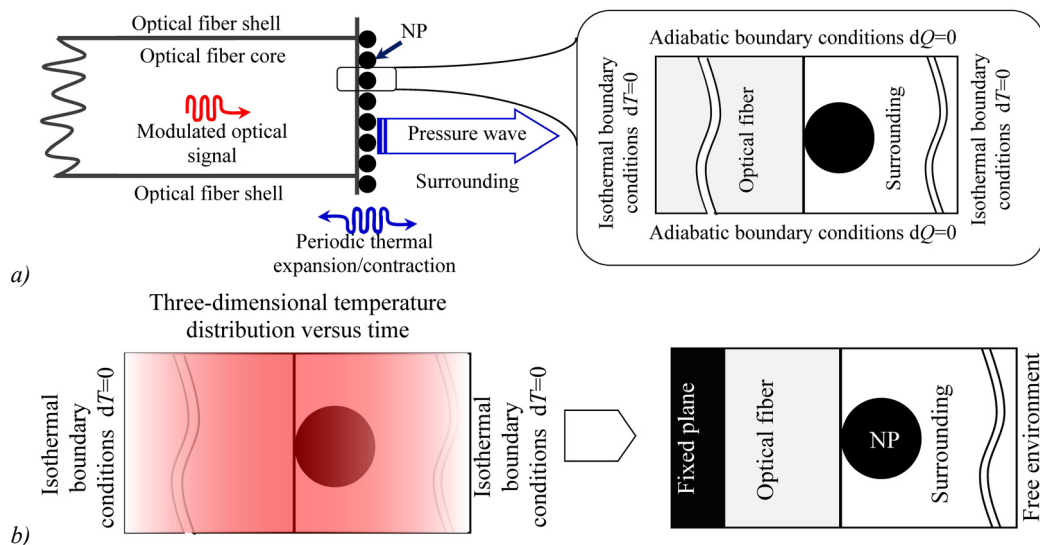 Optical fiber shell
NP
Optical fiber core
Modulated optical
signal
Pressure wave
Optical fiber shell
Surrounding
Periodic thermal
expansion/contraction
a)
Adiabatic boundary conditions dQ=0
Isothermal boundary
conditions dT=0
Optical fiber
Surrounding
Isothermal boundary
conditions dT=0
Adiabatic boundary conditions dQ=0
Three-dimensional temperature
distribution versus time
Isothermal
boundary
conditions dT=0
Isothermal
boundary
conditions dT=0
b)
Fixed plane
Optical fiber
NP
Surrounding
Free environment